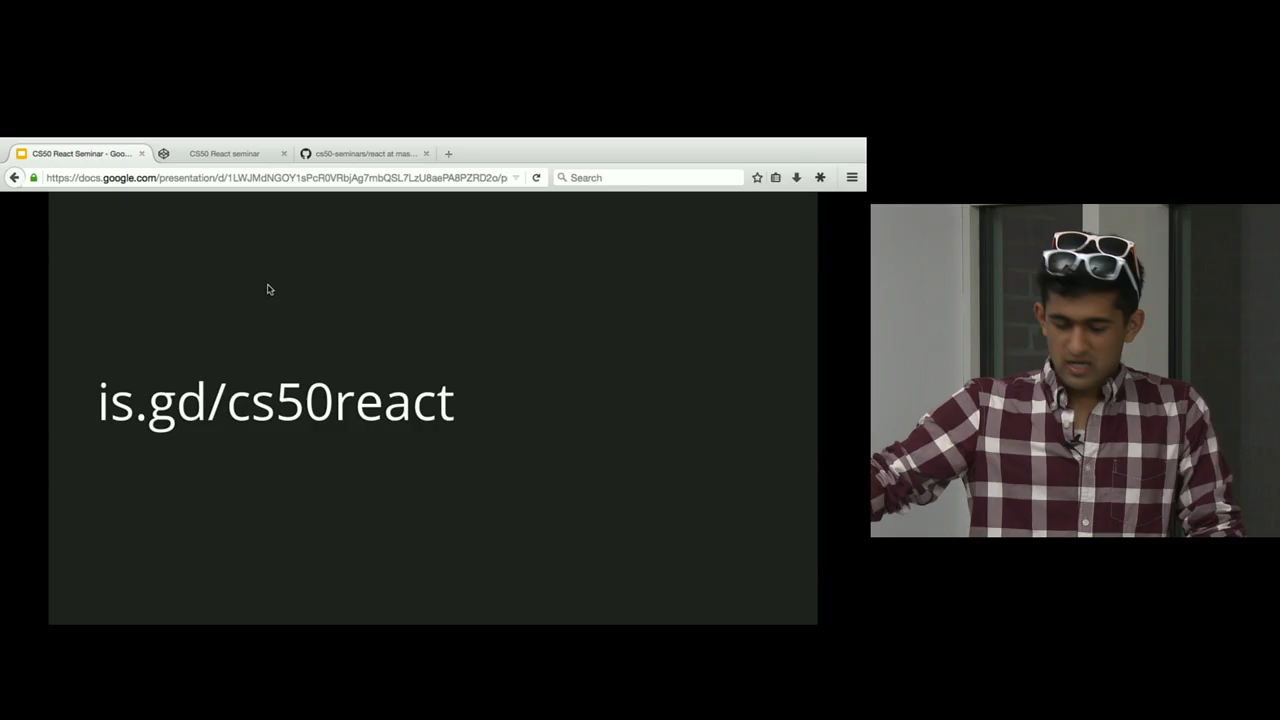 CS50 React Seminar - Goo...
CS50 React seminar
cs50-seminars/react at mas...
https://docs.google.com/presentation/d/1LWJMdNGOY1sPcR0VRbjAg7mbQSL7LzU8aePA8PZRD2o/p
Search
is.gd/cs50react